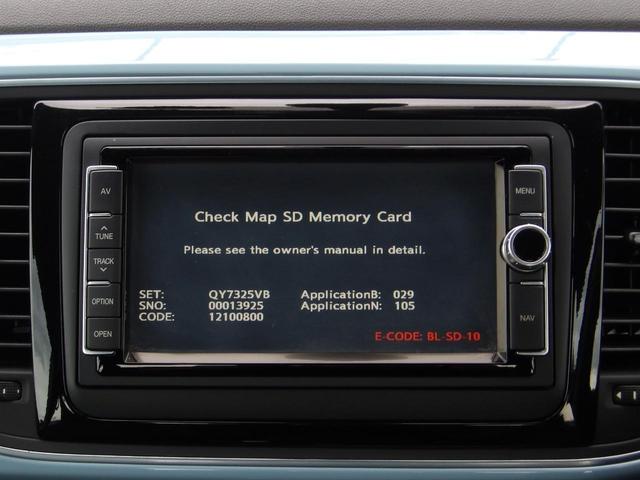 AV
TUNE
TRACK
OPTION
OPEN
Check Map SD Memory Card
Please see the owner's manual in detail.
SET: QY7325VB ApplicationB: 029
SNO: 00013925 ApplicationN: 105
CODE: 12100800
E-CODE: BL-SD-10
MENU
NAV